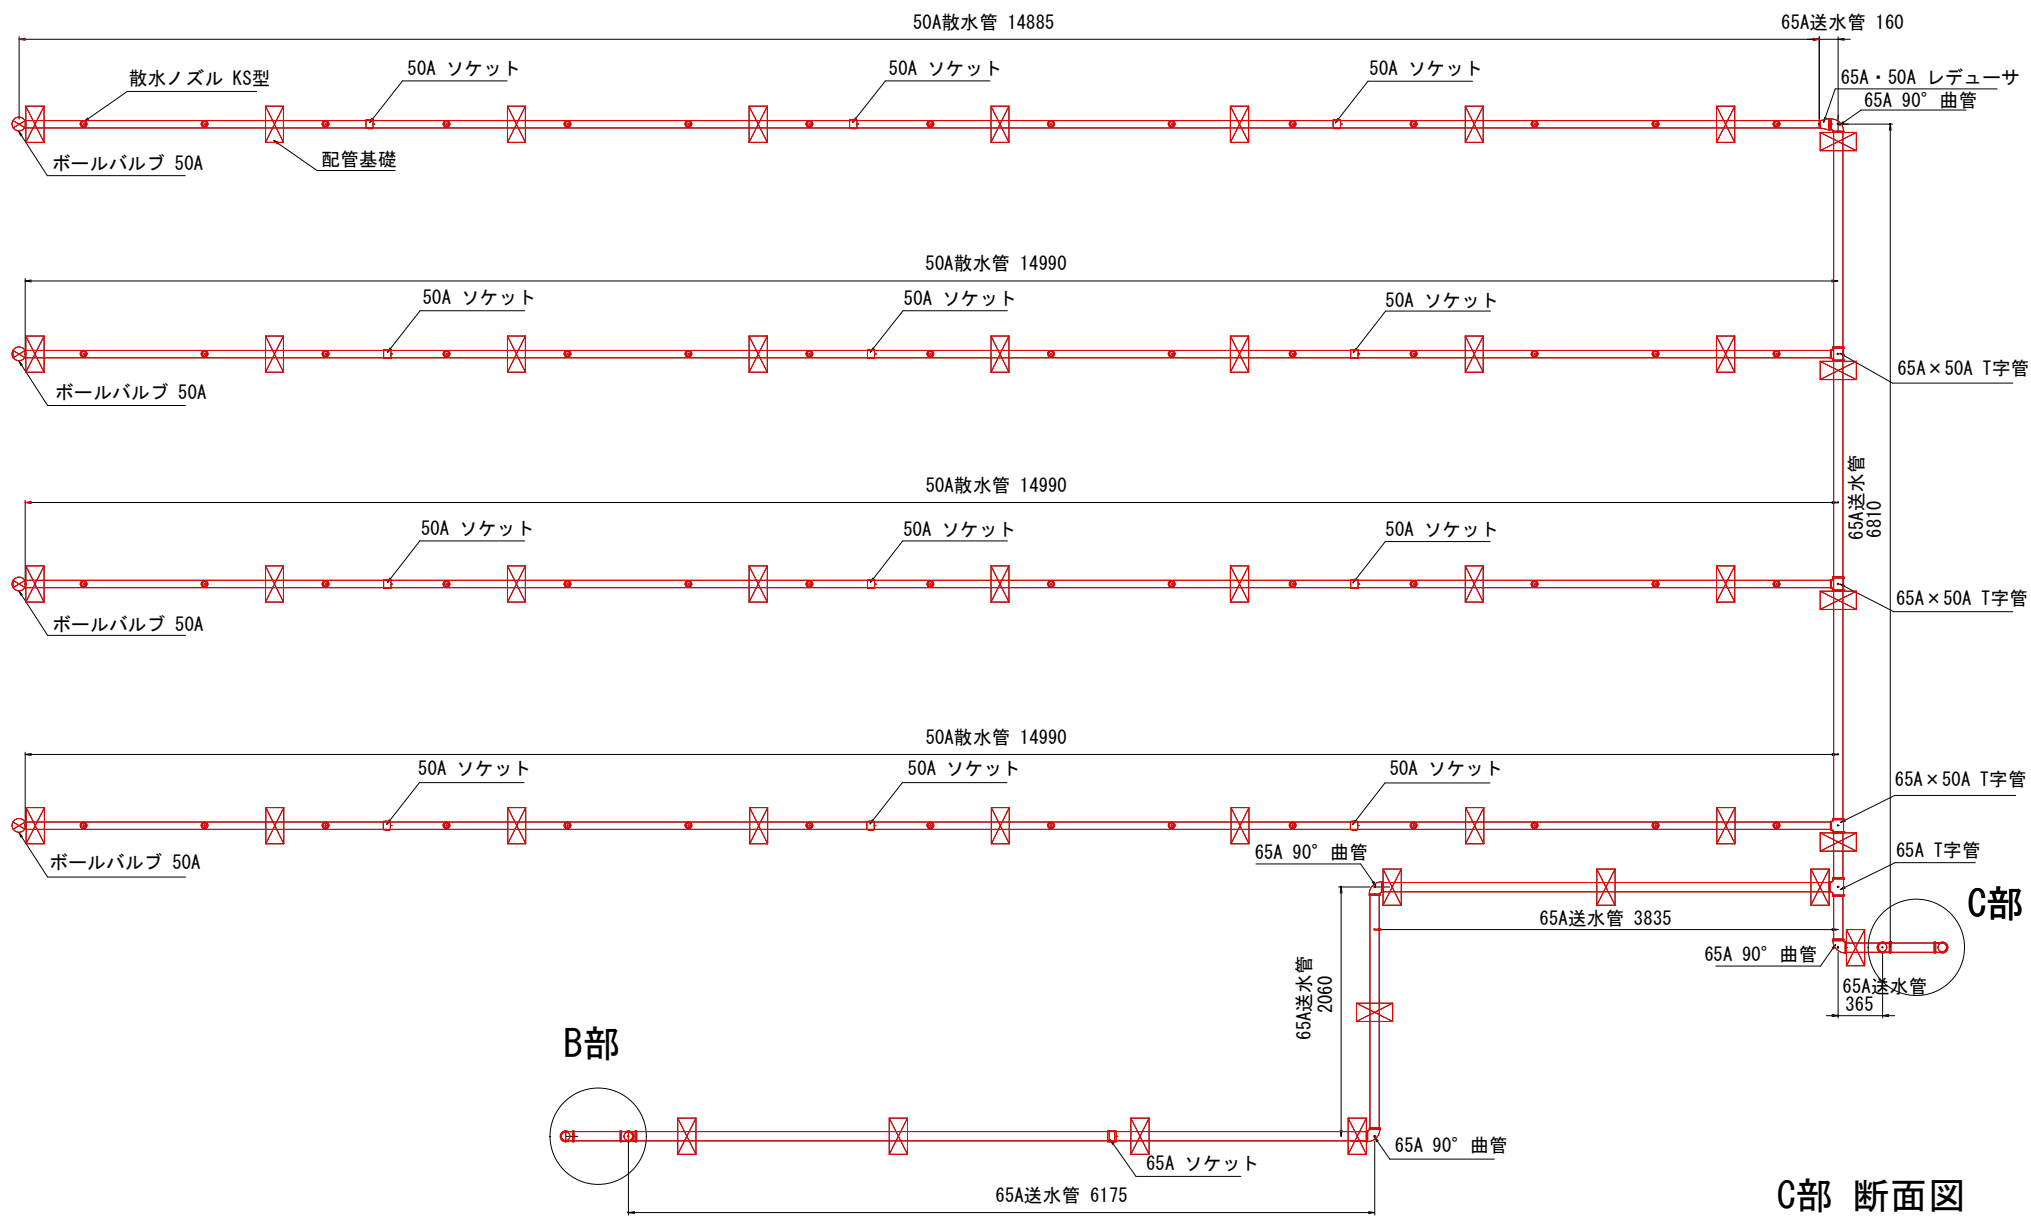 50A散水管 14885
65A送水管 160
散水ノズル KS型
50A ソケット
50A ソケット
50A ソケット
65A・50A レデューサ
65A 90° 曲管
ボールバルブ 50A
配管基礎
50A散水管 14990
50A ソケット
50A ソケット
50A ソケット
ボールバルブ 50A
65A×50A T字管
50A散水管 14990
50A ソケット
50A ソケット
50A ソケット
65A送水管
6810
ボールバルブ 50A
65A×50A T字管
50A散水管 14990
50A ソケット
50A ソケット
50A ソケット
65A×50A T字管
ボールバルブ 50A
65A 90° 曲管
65A T字管
C部
65A送水管 3835
65A 90° 曲管
65A送水管
2060
65A送水管
365
B部
65A 90° 曲管
65A ソケット
65A送水管 6175
C部 断面図